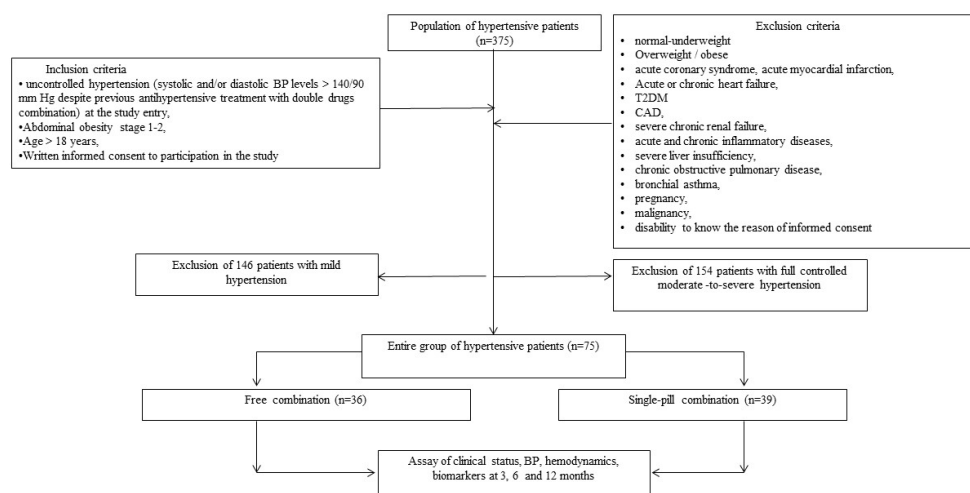 Population of hypertensive patients
(n=375)
Inclusion criteria
• uncontrolled hypertension (systolic and/or diastolic BP levels > 140/90
mm Hg despite previous antihypertensive treatment with double drugs
combination) at the study entry,
•Abdominal obesity stage 1-2,
•Age > 18 years,
•Written informed consent to participation in the study
Exclusion criteria
• normal-underweight
• Overweight / obese
• acute coronary syndrome, acute myocardial infarction,
• Acute or chronic heart failure,
• T2DM
• CAD,
• severe chronic renal failure,
• acute and chronic inflammatory diseases,
• severe liver insufficiency,
• chronic obstructive pulmonary disease,
• bronchial asthma,
• pregnancy,
• malignancy,
• disability to know the reason of informed consent
Exclusion of 146 patients with mild
hypertension
Exclusion of 154 patients with full controlled
moderate -to-severe hypertension
Entire group of hypertensive patients (n=75)
Free combination (n=36)
Single-pill combination (n=39)
Assay of clinical status, BP, hemodynamics,
biomarkers at 3, 6 and 12 months